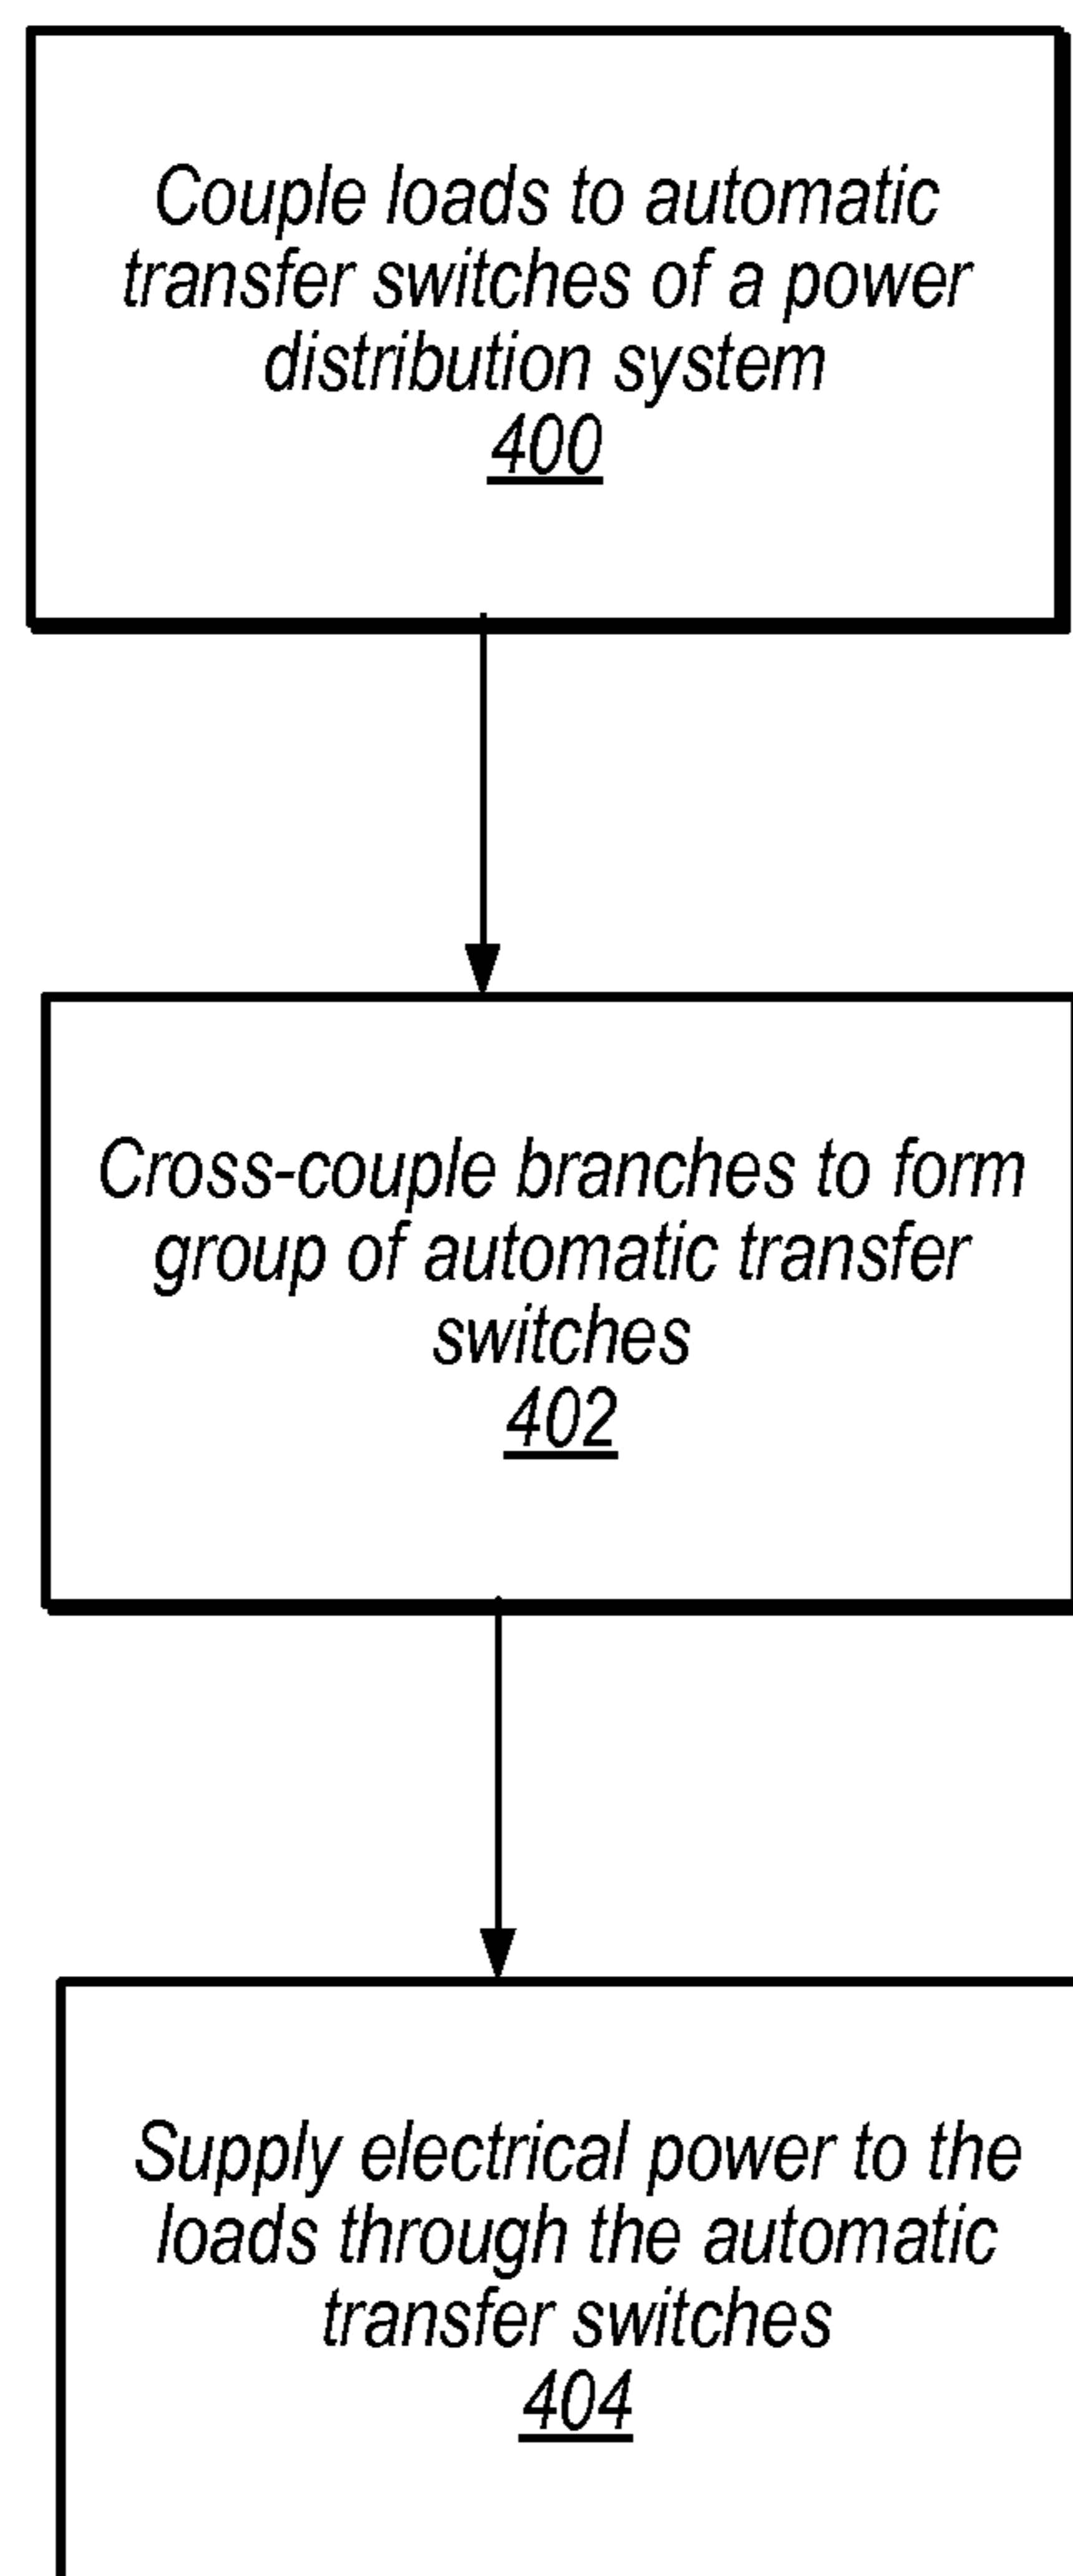 Couple loads to automatic
transfer switches of a power
distribution system
400
Cross-couple branches to form
group of automatic transfer
switches
402
Supply electrical power to the
loads through the automatic
transfer switches
404